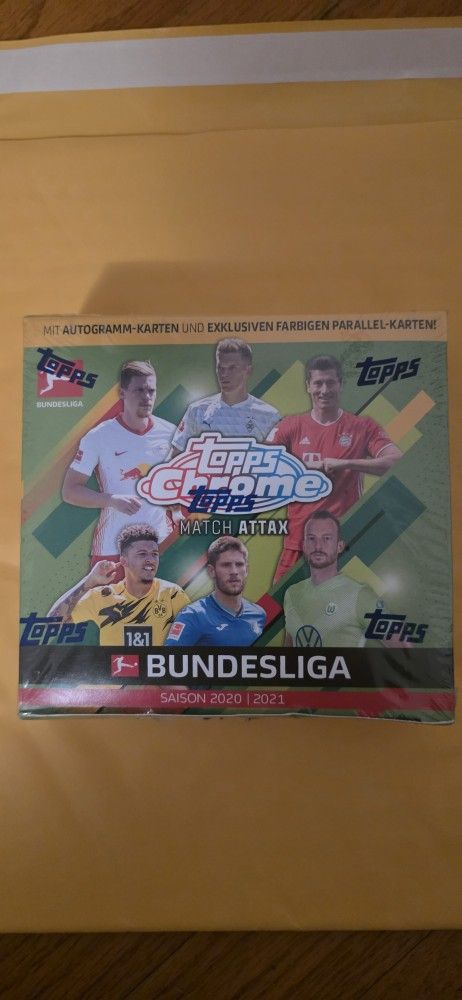 MIT AUTOGRAMM-KARTEN UND EXKLUSIVEN FARBIGEN PARALLEL-KARTEN!
topps
topps
BUNDESLIGA
topps
Chrome
topps
MATCH ATTAX
1&1
topps
topps
BUNDESLIGA
SAISON 2020 | 2021